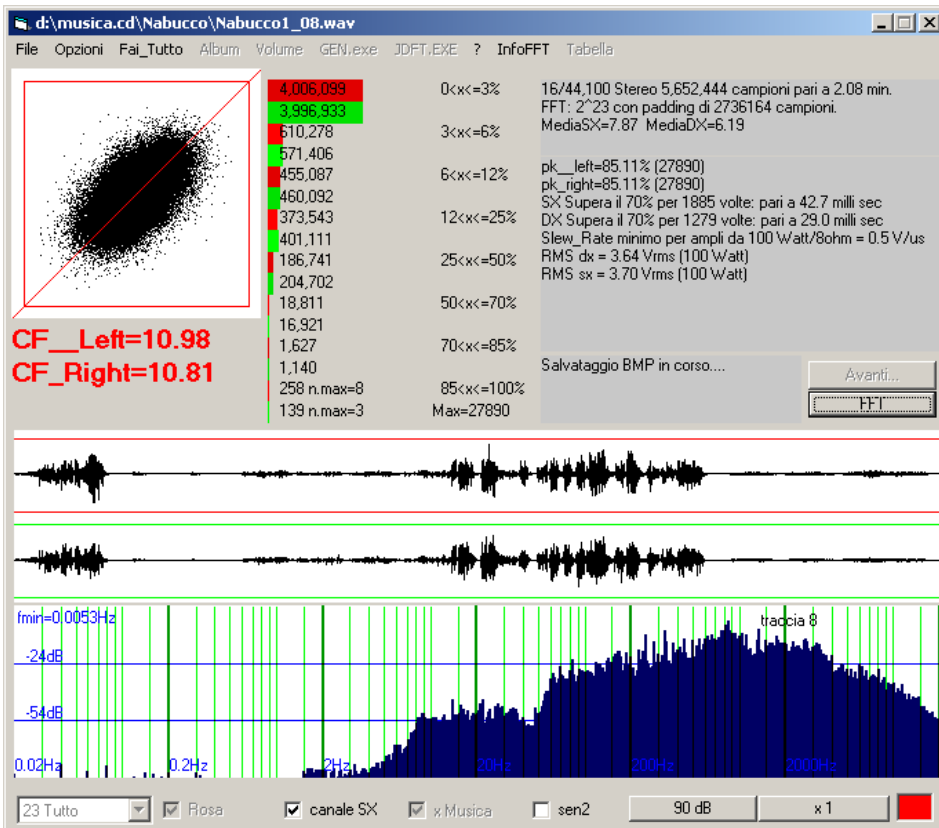 d:\musica.cd\Nabucco\Nabucco1_08.wav
File Opzioni Fai_Tutto Album Volume GEN.exe JDFT.EXE ? InfoFFT Tabella
4,006,099 0<x<=3%
3,996,933
610,278 3<x<=6%
571,406
455,087 6<x<=12%
460,092
373,543 12<x<=25%
401,111
186,741 25<x<=50%
204,702
18,811 50<x<=70%
16,921
1,627 70<x<=85%
1,140
258 n.max=8 85<x<=100%
139 n.max=3 Max=27890
CF__Left=10.98
CF_Right=10.81
16/44,100 Stereo 5,652,444 campioni pari a 2.08 min.
FFT: 2^23 con padding di 2736164 campioni.
MediaSX=7.87 MediaDX=6.19
pk__left=85.11% (27890)
pk_right=85.11% (27890)
SX Supera il 70% per 1885 volte: pari a 42.7 milli sec
DX Supera il 70% per 1279 volte: pari a 29.0 milli sec
Slew_Rate minimo per ampli da 100 Watt/8ohm = 0.5 V/us
RMS dx = 3.64 Vrms (100 Watt)
RMS sx = 3.70 Vrms (100 Watt)
Salvataggio BMP in corso....
Avanti...
FFT
fmin=0.0053Hz
traccia 8
-24dB
-54dB
0.02Hz 0.2Hz 2Hz 20Hz 200Hz 2000Hz
23 Tutto Rosa canale SX x Musica sen2 90 dB x 1